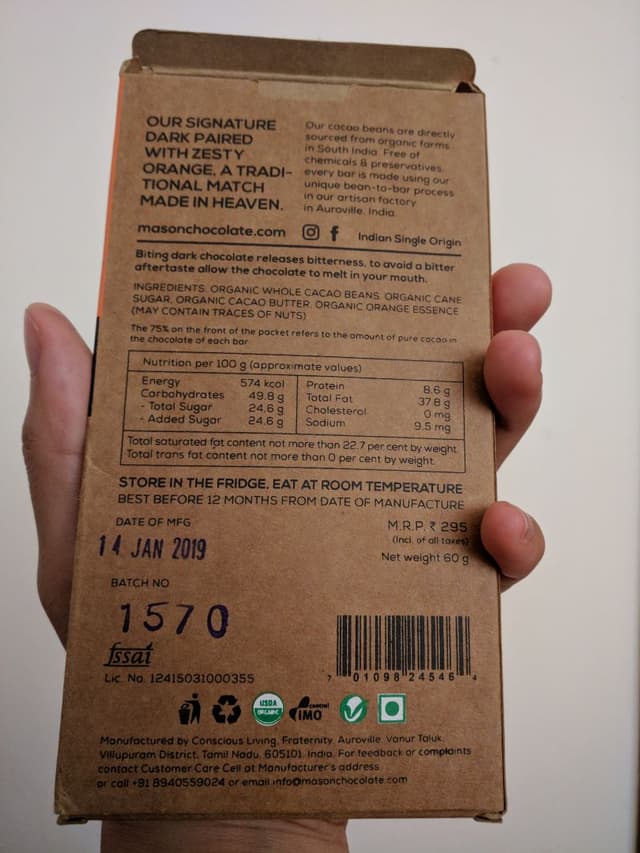 OUR SIGNATURE
DARK PAIRED
WITH ZESTY
ORANGE, A TRADI-
TIONAL MATCH
MADE IN HEAVEN.
Our cacao beans are directly
sourced from organic farms
in South India. Free of
chemicals & preservatives,
every bar is made using our
unique bean-to-bar process
in our artisan factory
in Auroville, India.
masonchocolate.com
Indian Single Origin
Biting dark chocolate releases bitterness, to avoid a bitter
aftertaste allow the chocolate to melt in your mouth.
INGREDIENTS: ORGANIC WHOLE CACAO BEANS, ORGANIC CANE
SUGAR, ORGANIC CACAO BUTTER, ORGANIC ORANGE ESSENCE
(MAY CONTAIN TRACES OF NUTS)
The 75% on the front of the packet refers to the amount of pure cacao in
the chocolate of each bar
Nutrition per 100 g (approximate values)
Energy 574 kcal
Carbohydrates 49.8 g
- Total Sugar 24.6 g
- Added Sugar 24.6 g
Protein 8.6 g
Total Fat 37.8 g
Cholesterol 0 mg
Sodium 9.5 mg
Total saturated fat content not more than 22.7 per cent by weight.
Total trans fat content not more than 0 per cent by weight.
STORE IN THE FRIDGE, EAT AT ROOM TEMPERATURE
BEST BEFORE 12 MONTHS FROM DATE OF MANUFACTURE
DATE OF MFG
14 JAN 2019
M.R.P. ₹ 295
(Incl. of all taxes)
Net weight 60 g
BATCH NO
1570
fssai
Lic. No. 12415031000355
7 01098 24546 4
USDA
ORGANIC
control
IMO
Manufactured by Conscious Living, Fraternity, Auroville, Vanur Taluk,
Villupuram District, Tamil Nadu, 605101, India. For feedback or complaints
contact Customer Care Cell at Manufacturer's address
or call +91 8940559024 or email info@masonchocolate.com